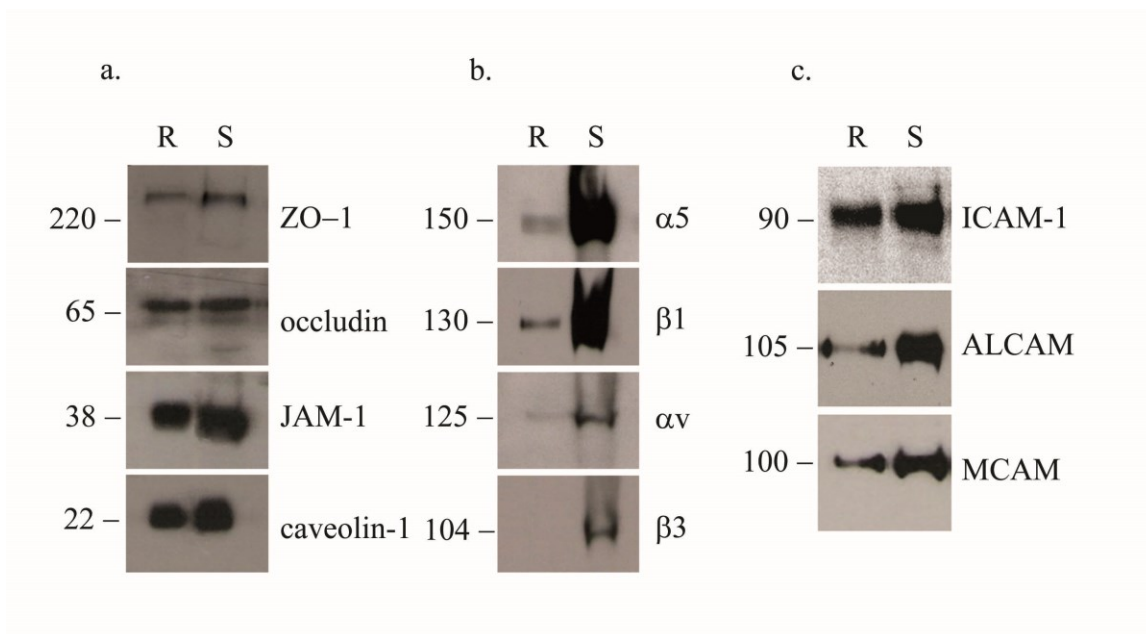 a.
R S
220 – ZO–1
65 – occludin
38 – JAM-1
22 – caveolin-1
b.
R S
150 – α5
130 – β1
125 – αv
104 – β3
c.
R S
90 – ICAM-1
105 – ALCAM
100 – MCAM